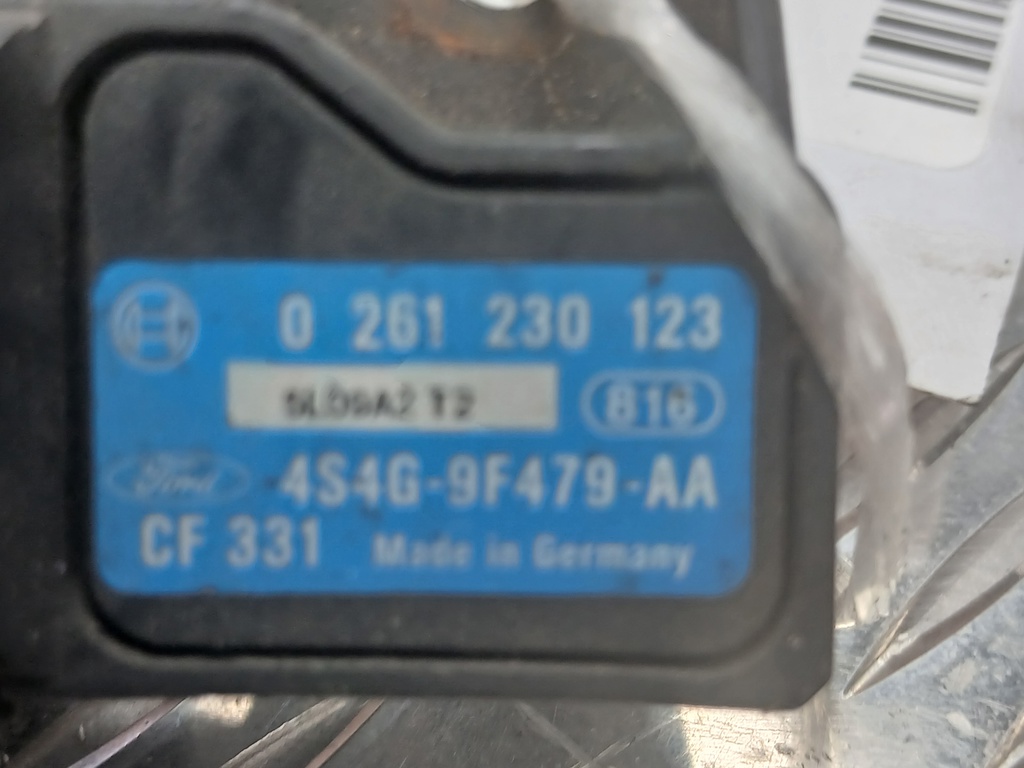 0 261 230 123
816
Ford 4S4G-9F479-AA
CF 331 Made in Germany